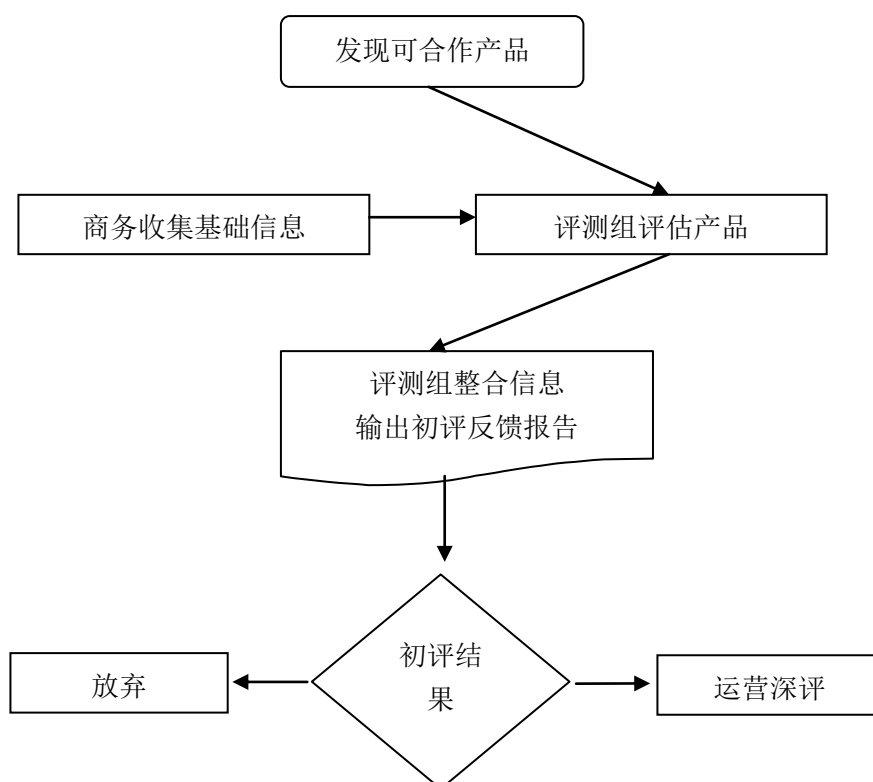 发现可合作产品
商务收集基础信息
评测组评估产品
评测组整合信息
输出初评反馈报告
初评结
果
放弃
运营深评